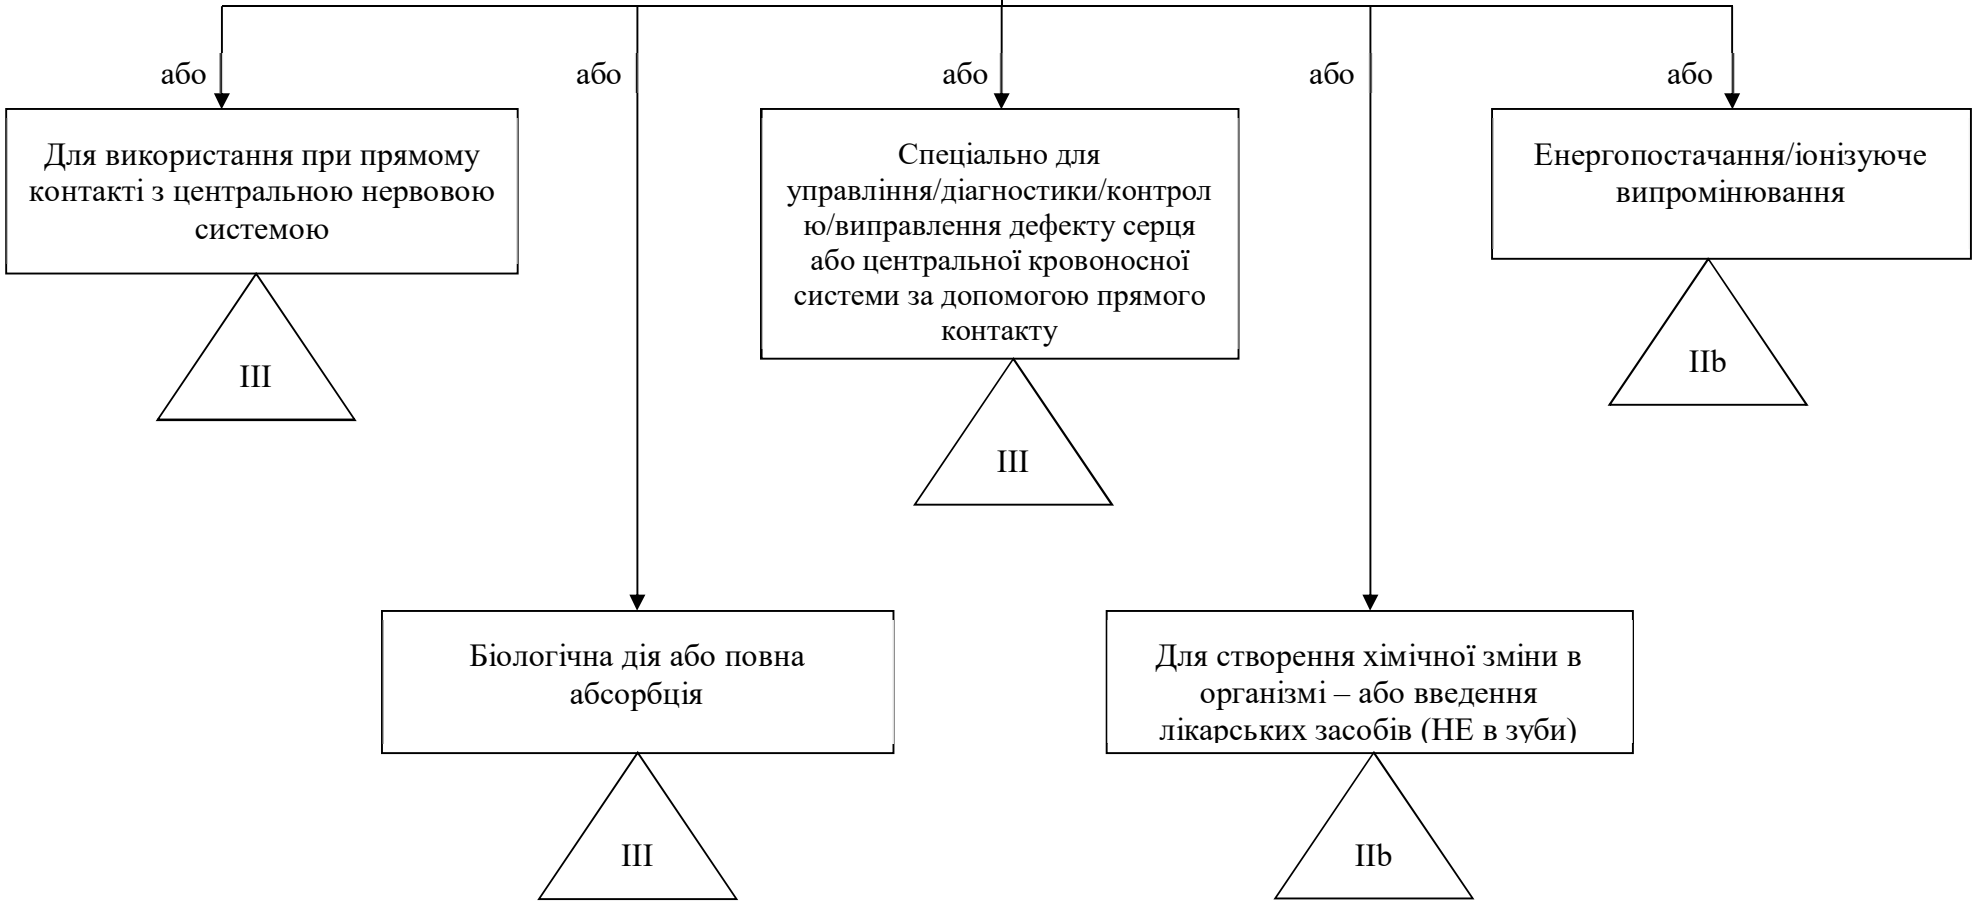 або
або
або
або
або
Для використання при прямому
контакті з центральною нервовою
системою
Спеціально для
управління/діагностики/контрол
ю/виправлення дефекту серця
або центральної кровоносної
системи за допомогою прямого
контакту
Енергопостачання/іонізуюче
випромінювання
III
III
IIb
Біологічна дія або повна
абсорбція
Для створення хімічної зміни в
організмі – або введення
лікарських засобів (НЕ в зуби)
III
IIb